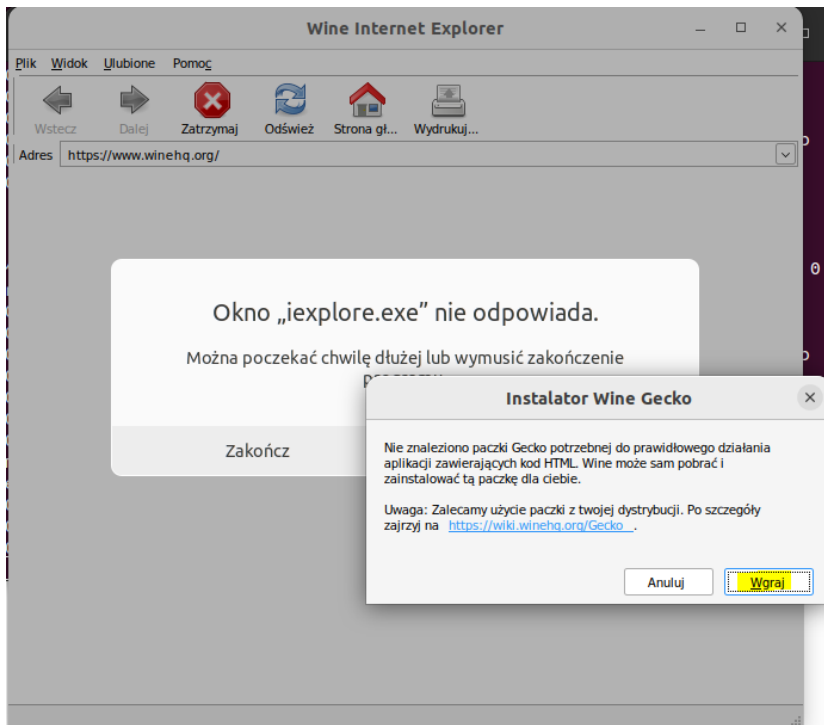 Wine Internet Explorer
Plik Widok Ulubione Pomoc
Wstecz Dalej Zatrzymaj Odśwież Strona gł... Wydrukuj...
Adres https://www.winehq.org/
Okno „iexplore.exe” nie odpowiada.
Można poczekać chwilę dłużej lub wymusić zakończenie
Zakończ
Instalator Wine Gecko
Nie znaleziono paczki Gecko potrzebnej do prawidłowego działania
aplikacji zawierających kod HTML. Wine może sam pobrać i
zainstalować tą paczkę dla ciebie.
Uwaga: Zalecamy użycie paczki z twojej dystrybucji. Po szczegóły
zajrzyj na https://wiki.winehq.org/Gecko .
Anuluj Wgraj
0